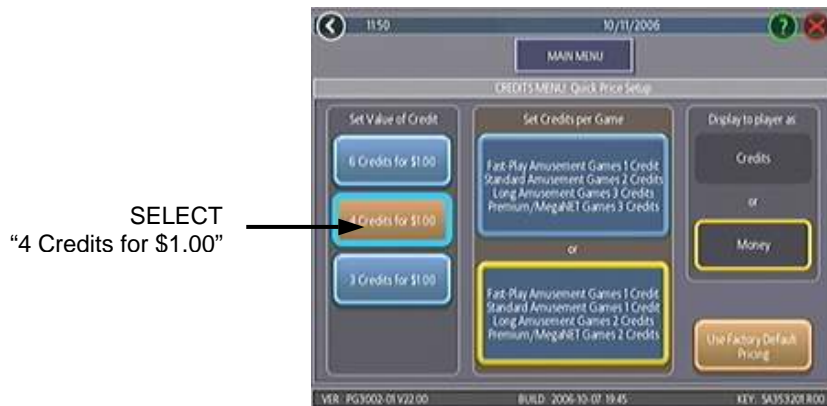 11:50
10/11/2006
?
MAIN MENU
CREDITS MENU: Quick Price Setup
Set Value of Credit
Set Credits per Game
Display to player as:
6 Credits for $1.00
4 Credits for $1.00
3 Credits for $1.00
Fast-Play Amusement Games 1 Credit
Standard Amusement Games 2 Credits
Long Amusement Games 3 Credits
Premium/MegaNET Games 3 Credits
or
Fast-Play Amusement Games 1 Credit
Standard Amusement Games 1 Credits
Long Amusement Games 2 Credits
Premium/MegaNET Games 2 Credits
Credits
or
Money
Use Factory Default
Pricing
SELECT
“4 Credits for $1.00”
VER: PG3002-01 V22.00
BUILD: 2006-10-07 19:45
KEY: SA353201 R00